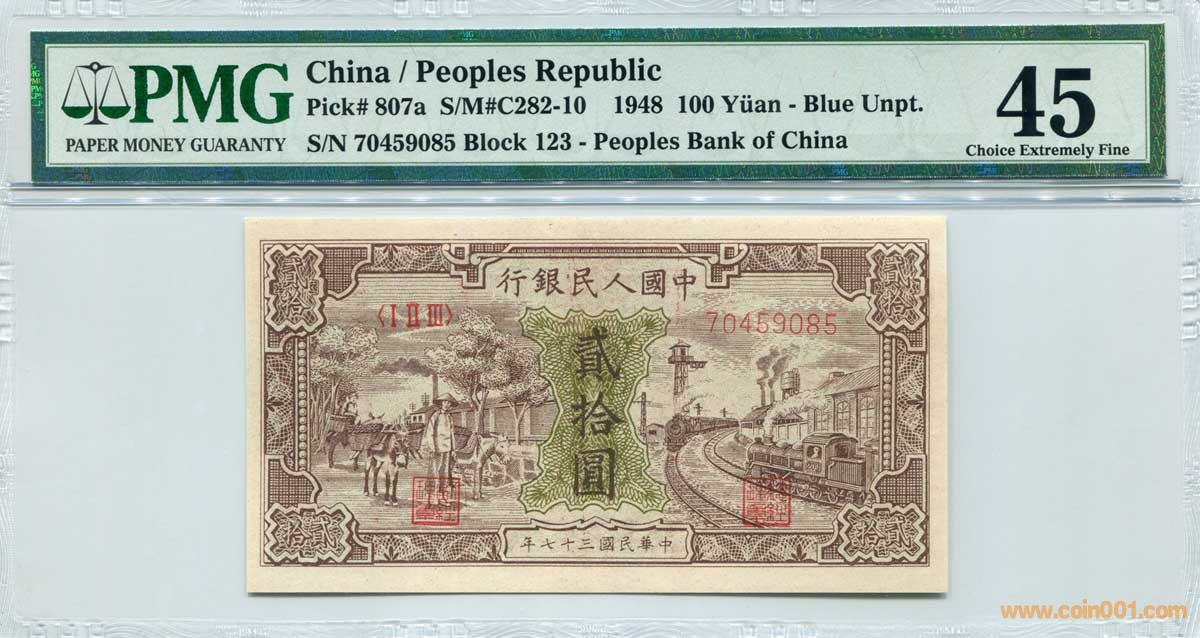 PMG
PAPER MONEY GUARANTY
China / Peoples Republic
Pick# 807a S/M#C282-10 1948 100 Yüan - Blue Unpt.
S/N 70459085 Block 123 - Peoples Bank of China
45
Choice Extremely Fine
行銀民人國中
貳拾
貳拾
〈I II III〉
70459085
貳拾圓
拾貳
拾貳
年七十三國民華中
www.coin001.com